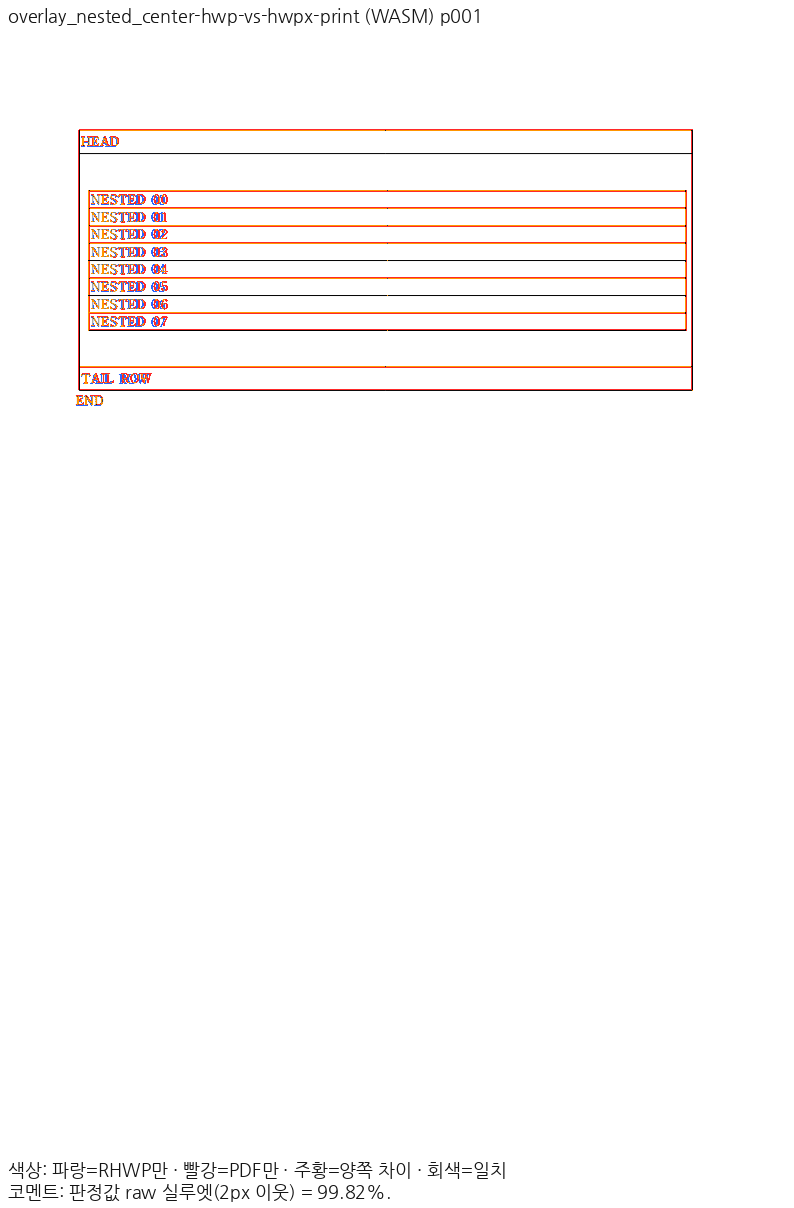 overlay_nested_center-hwp-vs-hwpx-print (WASM) p001
HEAD
NESTED 00
NESTED 01
NESTED 02
NESTED 03
NESTED 04
NESTED 05
NESTED 06
NESTED 07
TAIL ROW
END
색상: 파랑=RHWP만 · 빨강=PDF만 · 주황=양쪽 차이 · 회색=일치
코멘트: 판정값 raw 실루엣(2px 이웃) = 99.82%.